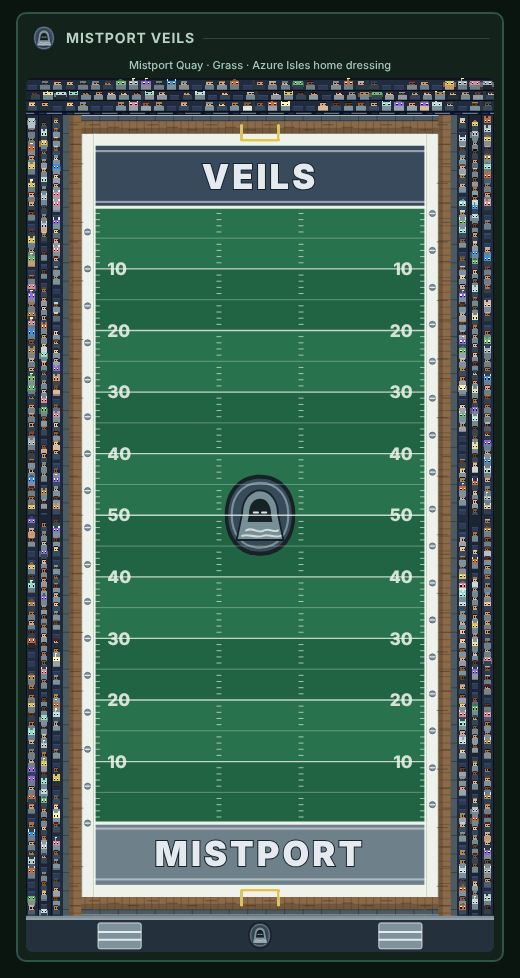 MISTPORT VEILS
Mistport Quay · Grass · Azure Isles home dressing
VEILS
10 10
20 20
30 30
40 40
50 50
40 40
30 30
20 20
10 10
MISTPORT